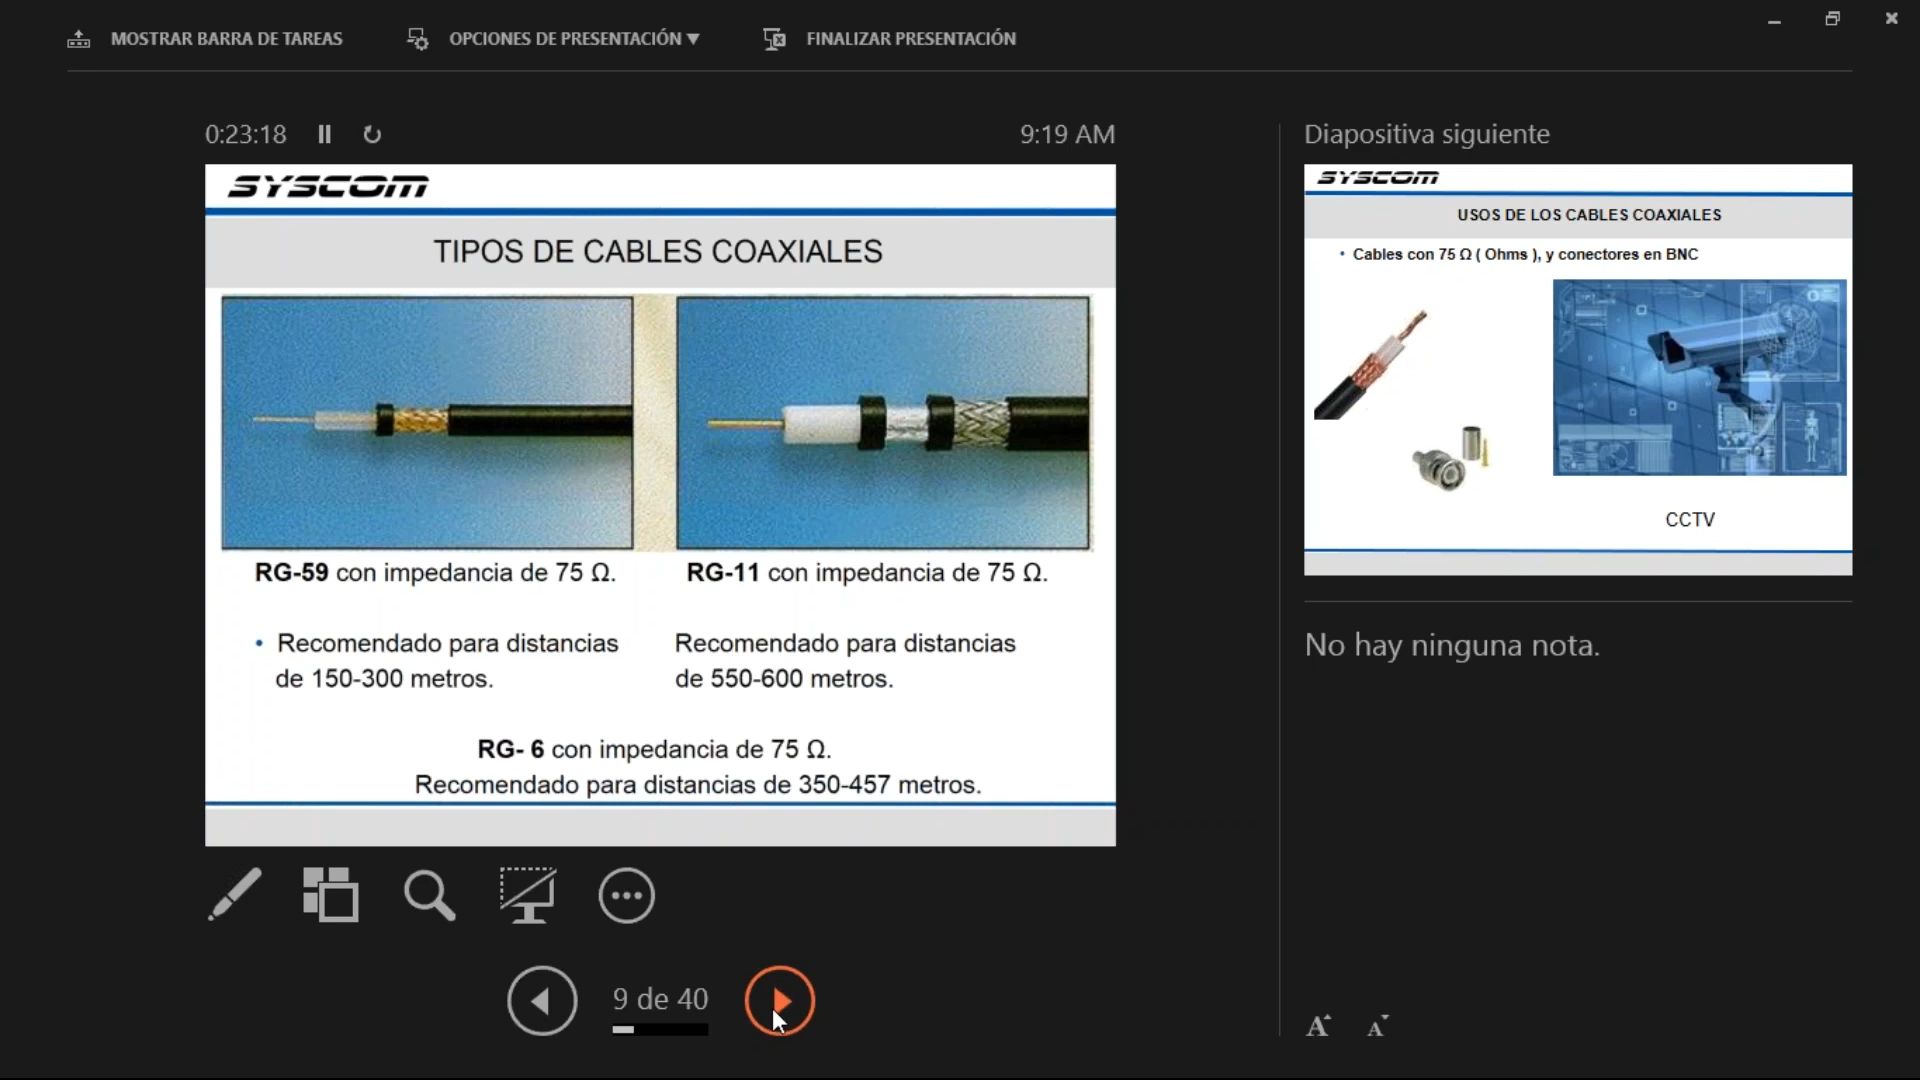 MOSTRAR BARRA DE TAREAS
OPCIONES DE PRESENTACIÓN
FINALIZAR PRESENTACIÓN
0:23:18
9:19 AM
SYSCOM
TIPOS DE CABLES COAXIALES
RG-59 con impedancia de 75 Ω.
• Recomendado para distancias
de 150-300 metros.
RG-11 con impedancia de 75 Ω.
Recomendado para distancias
de 550-600 metros.
RG- 6 con impedancia de 75 Ω.
Recomendado para distancias de 350-457 metros.
9 de 40
Diapositiva siguiente
SYSCOM
USOS DE LOS CABLES COAXIALES
• Cables con 75 Ω ( Ohms ), y conectores en BNC
CCTV
No hay ninguna nota.
A A